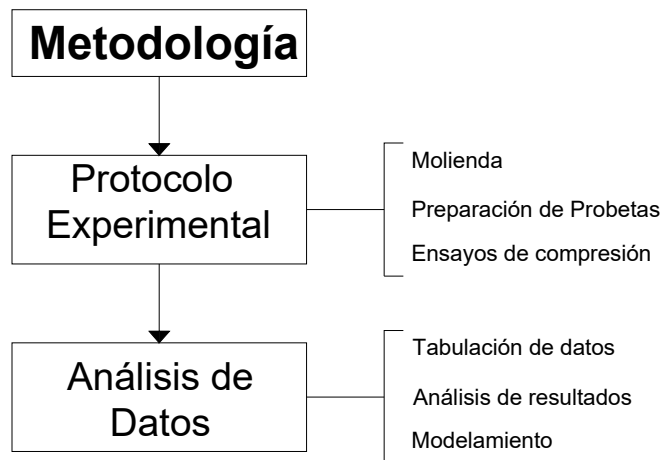 Metodología
Protocolo
Experimental
Molienda
Preparación de Probetas
Ensayos de compresión
Análisis de
Datos
Tabulación de datos
Análisis de resultados
Modelamiento